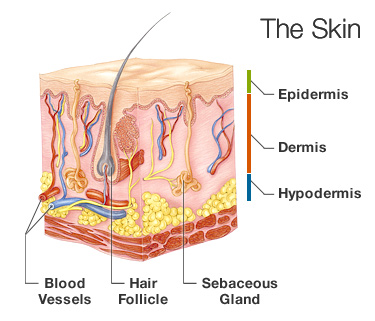 The Skin
Epidermis
Dermis
Hypodermis
Blood
Vessels
Hair
Follicle
Sebaceous
Gland